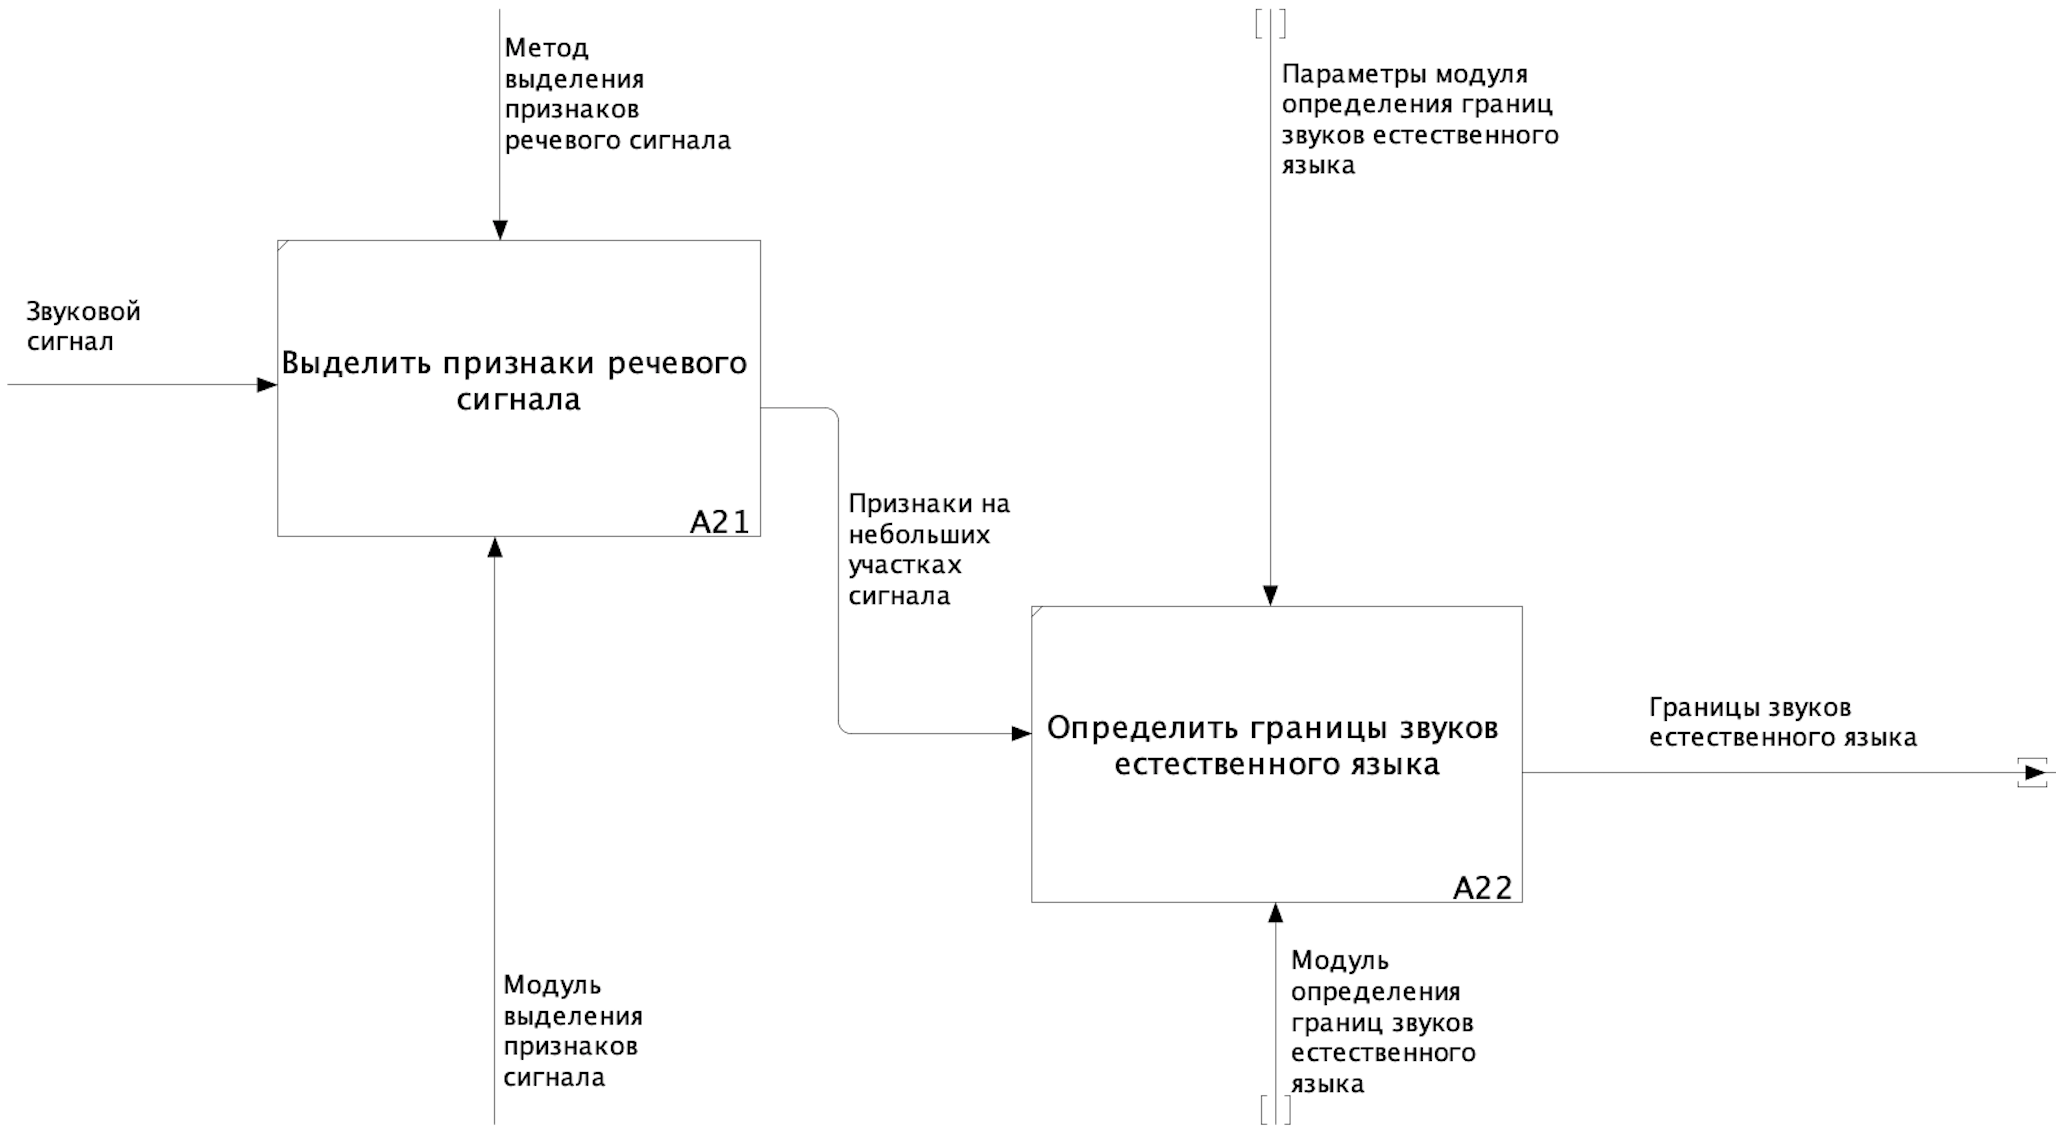 Метод
выделения
признаков
речевого сигнала
Параметры модуля
определения границ
звуков естественного
языка
Звуковой
сигнал
Выделить признаки речевого
сигнала
A21
Признаки на
небольших
участках
сигнала
Определить границы звуков
естественного языка
A22
Границы звуков
естественного языка
Модуль
выделения
признаков
сигнала
Модуль
определения
границ звуков
естественного
языка